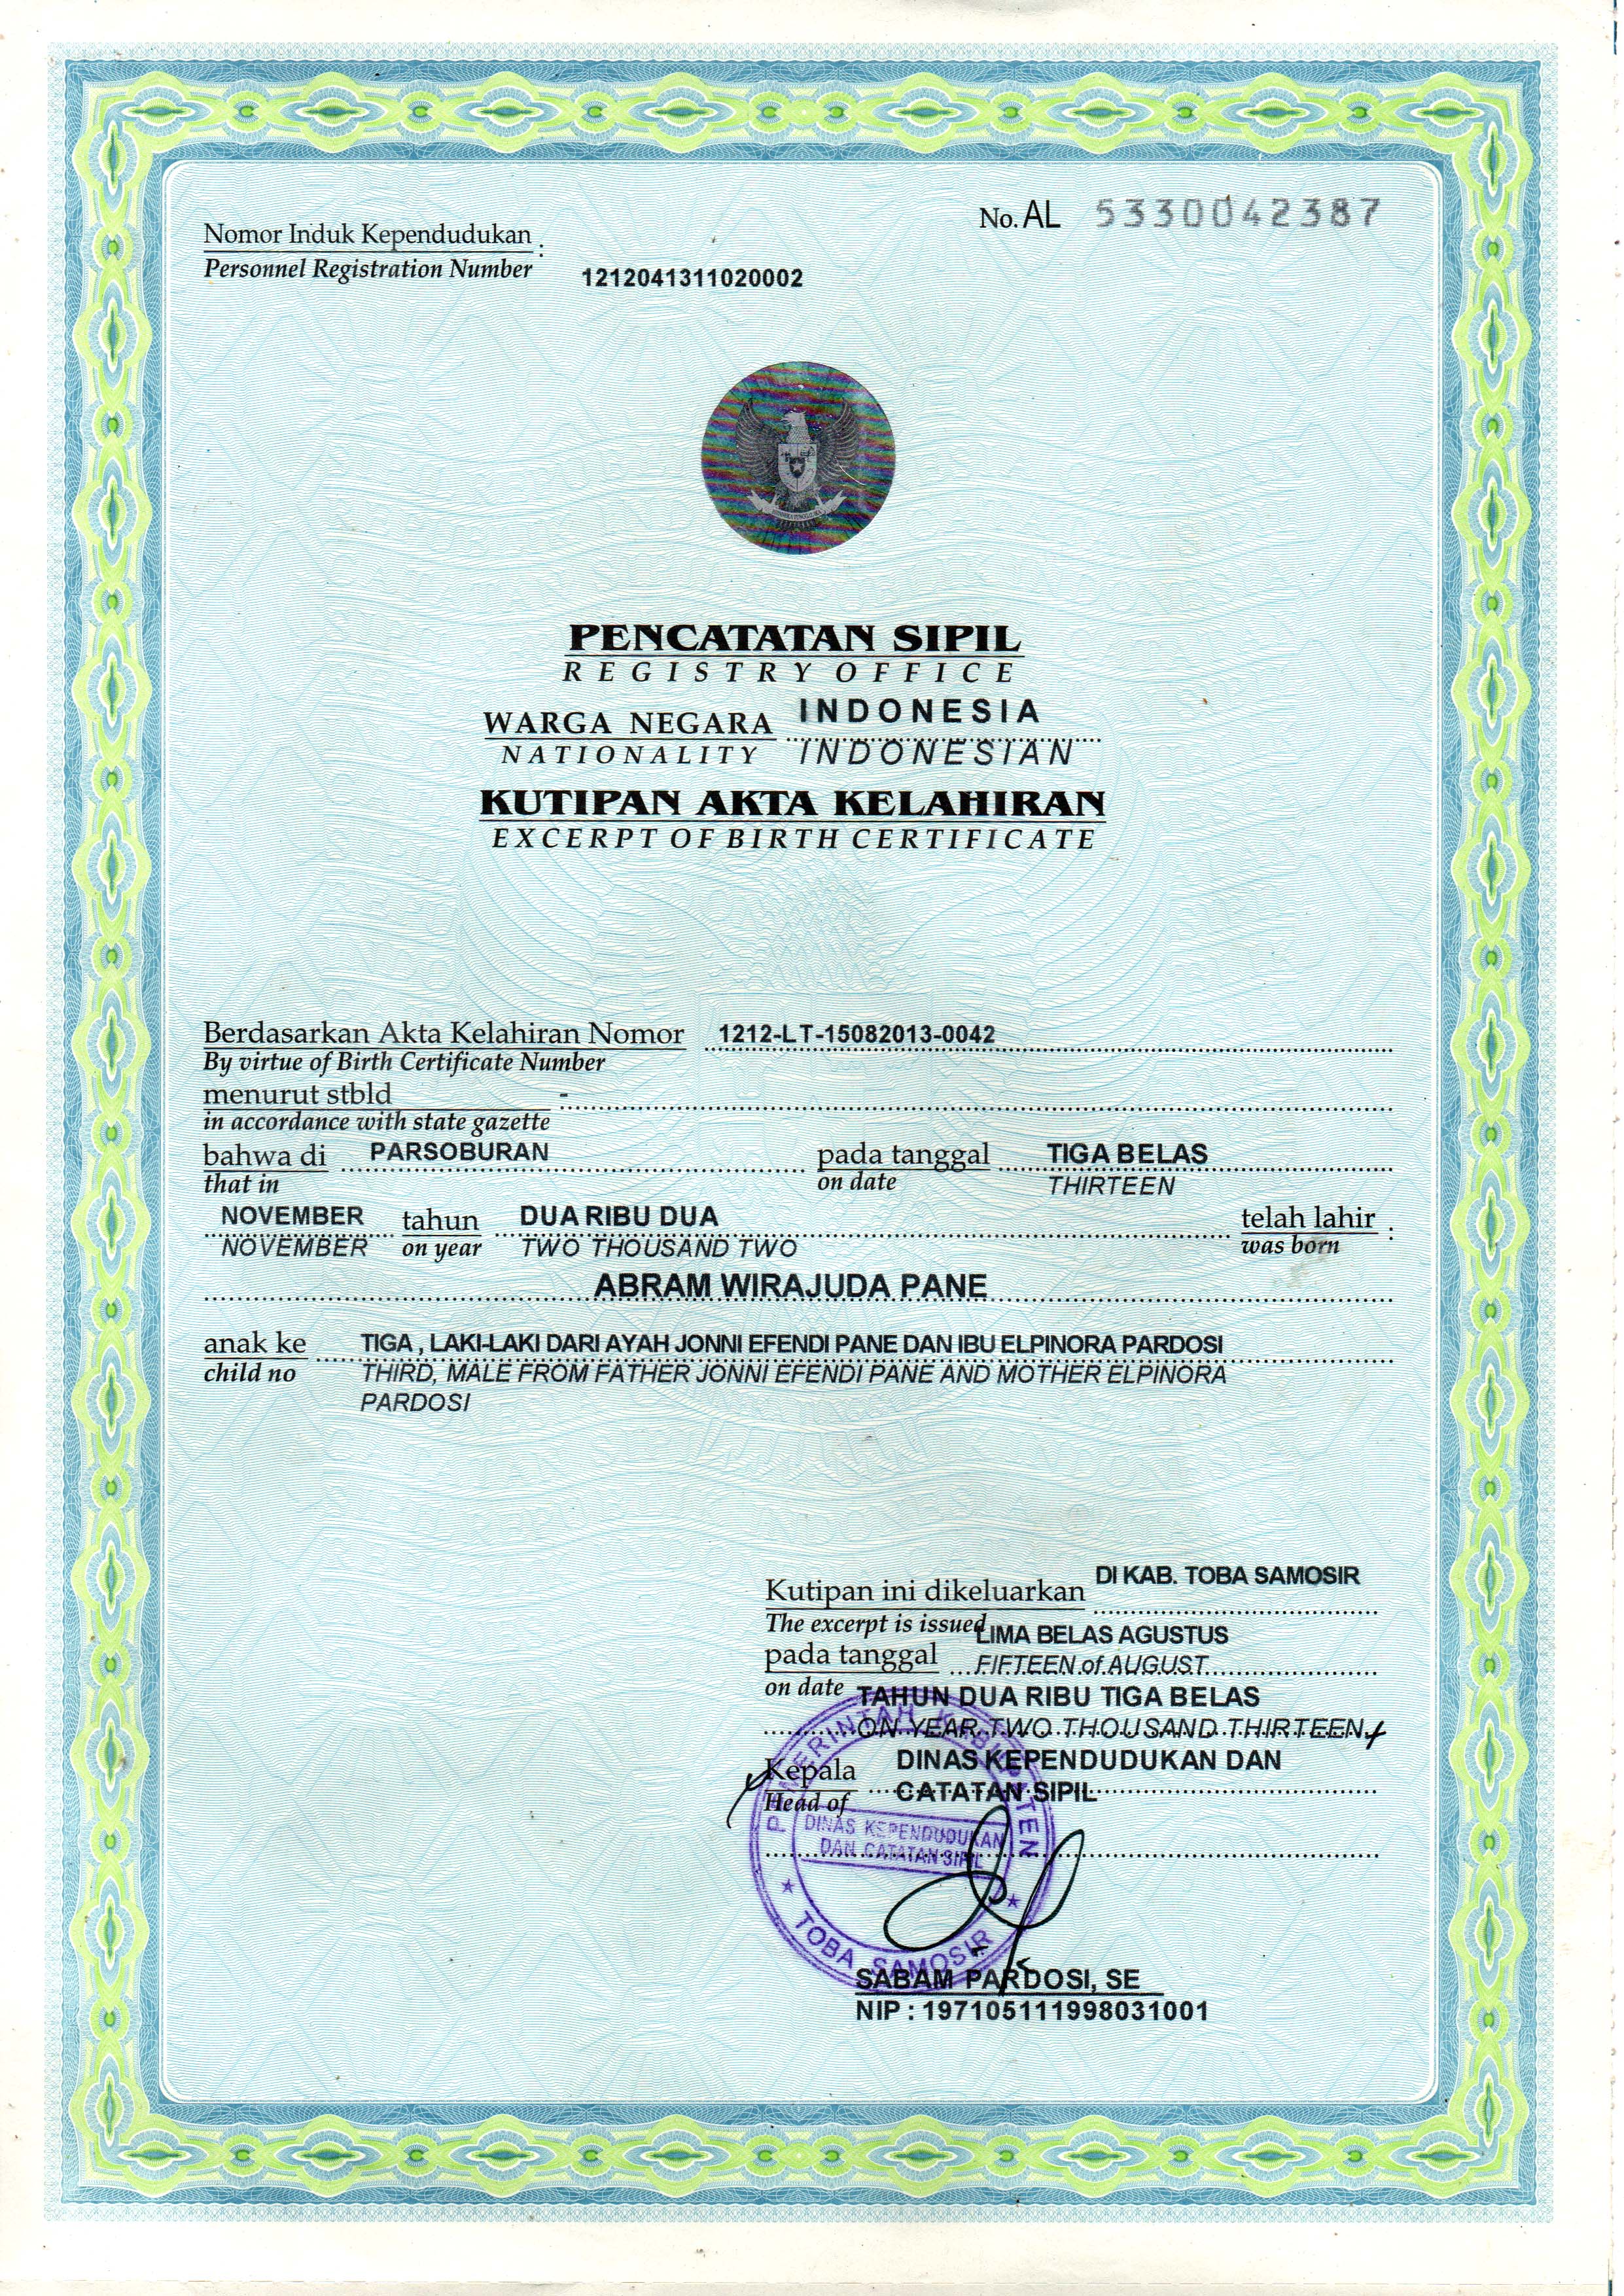 No. AL 5330042387
Nomor Induk Kependudukan :
Personnel Registration Number 1212041311020002
PENCATATAN SIPIL
REGISTRY OFFICE
WARGA NEGARA INDONESIA
NATIONALITY INDONESIAN
KUTIPAN AKTA KELAHIRAN
EXCERPT OF BIRTH CERTIFICATE
Berdasarkan Akta Kelahiran Nomor 1212-LT-15082013-0042
By virtue of Birth Certificate Number
menurut stbld -
in accordance with state gazette
bahwa di PARSOBURAN pada tanggal TIGA BELAS
that in on date THIRTEEN
NOVEMBER tahun DUA RIBU DUA telah lahir :
NOVEMBER on year TWO THOUSAND TWO was born
ABRAM WIRAJUDA PANE
anak ke TIGA , LAKI-LAKI DARI AYAH JONNI EFENDI PANE DAN IBU ELPINORA PARDOSI
child no THIRD, MALE FROM FATHER JONNI EFENDI PANE AND MOTHER ELPINORA
PARDOSI
Kutipan ini dikeluarkan DI KAB. TOBA SAMOSIR
The excerpt is issued LIMA BELAS AGUSTUS
pada tanggal FIFTEEN of AUGUST
on date TAHUN DUA RIBU TIGA BELAS
ON YEAR TWO THOUSAND THIRTEEN
Kepala DINAS KEPENDUDUKAN DAN
Head of CATATAN SIPIL
PEMERINTAH KABUPATEN
DINAS KEPENDUDUKAN
DAN CATATAN SIPIL
TOBA SAMOSIR
SABAM PARDOSI, SE
NIP : 197105111998031001